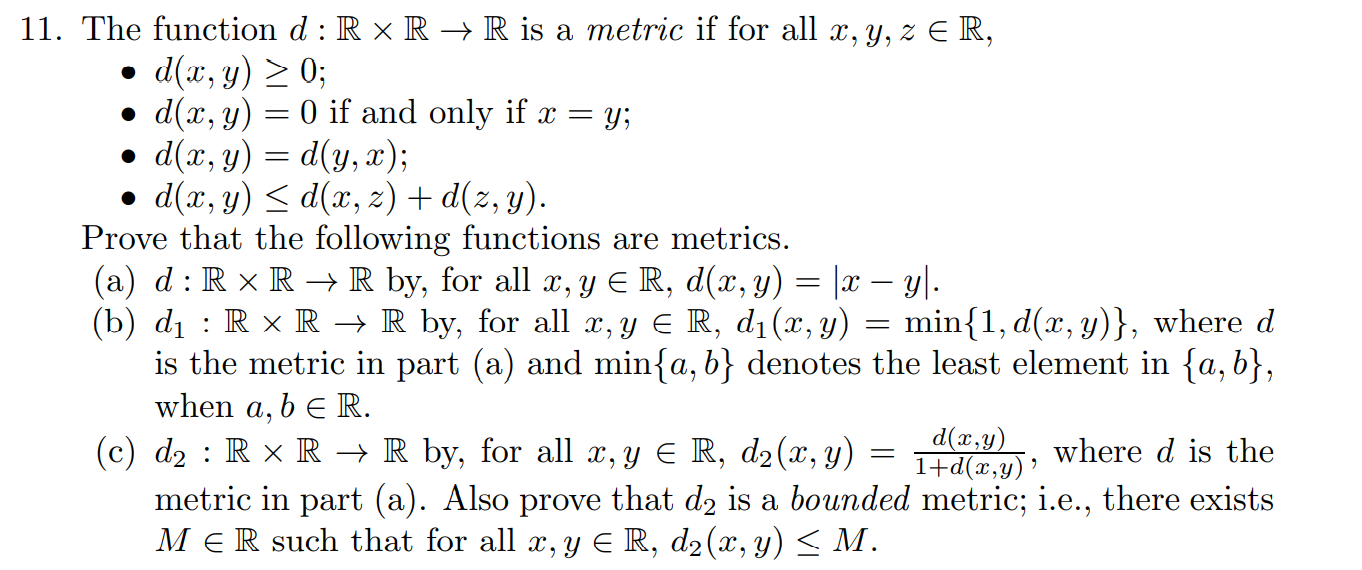 11. The function d : ℝ × ℝ → ℝ is a metric if for all x, y, z ∈ ℝ,
• d(x, y) ≥ 0;
• d(x, y) = 0 if and only if x = y;
• d(x, y) = d(y, x);
• d(x, y) ≤ d(x, z) + d(z, y).
Prove that the following functions are metrics.
(a) d : ℝ × ℝ → ℝ by, for all x, y ∈ ℝ, d(x, y) = |x − y|.
(b) d₁ : ℝ × ℝ → ℝ by, for all x, y ∈ ℝ, d₁(x, y) = min{1, d(x, y)}, where d
is the metric in part (a) and min{a, b} denotes the least element in {a, b},
when a, b ∈ ℝ.
(c) d₂ : ℝ × ℝ → ℝ by, for all x, y ∈ ℝ, d₂(x, y) = d(x,y)/1+d(x,y), where d is the
metric in part (a). Also prove that d₂ is a bounded metric; i.e., there exists
M ∈ ℝ such that for all x, y ∈ ℝ, d₂(x, y) ≤ M.